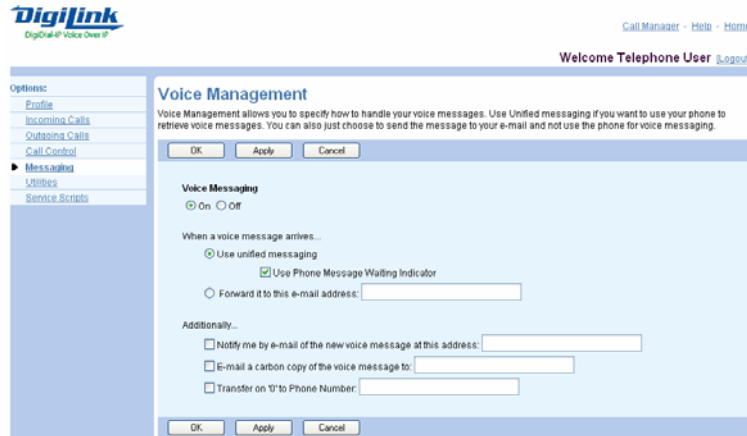 DigiLink
DigiDial-IP Voice Over IP
Call Manager - Help - Home
Welcome Telephone User [Logout
Options:
Profile
Incoming Calls
Outgoing Calls
Call Control
Messaging
Utilities
Service Scripts
Voice Management
Voice Management allows you to specify how to handle your voice messages. Use Unified messaging if you want to use your phone to
retrieve voice messages. You can also just choose to send the message to your e-mail and not use the phone for voice messaging.
OK Apply Cancel
Voice Messaging
On Off
When a voice message arrives...
Use unified messaging
Use Phone Message Waiting Indicator
Forward it to this e-mail address:
Additionally...
Notify me by e-mail of the new voice message at this address:
E-mail a carbon copy of the voice message to:
Transfer on '0' to Phone Number:
OK Apply Cancel